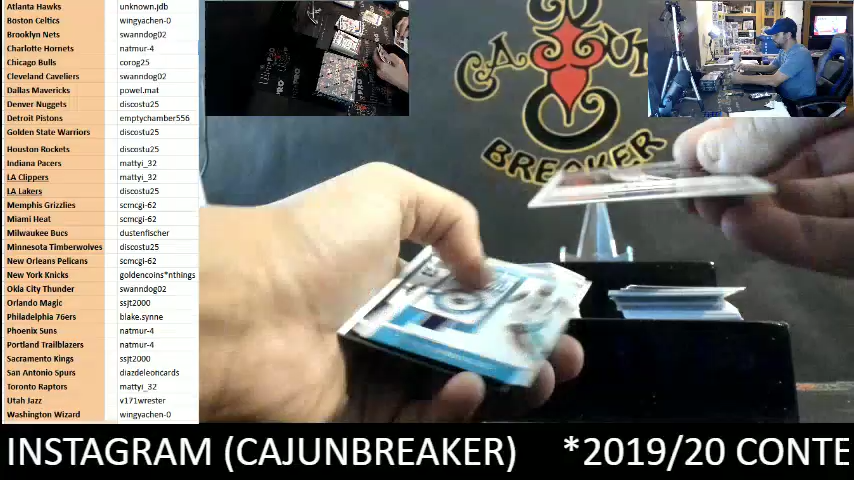 Atlanta Hawks unknown.jdb
Boston Celtics wingyachen-0
Brooklyn Nets swanndog02
Charlotte Hornets natmur-4
Chicago Bulls corog25
Cleveland Cavaliers swanndog02
Dallas Mavericks powel.mat
Denver Nuggets discostu25
Detroit Pistons emptychamber556
Golden State Warriors discostu25
Houston Rockets discostu25
Indiana Pacers mattyi_32
LA Clippers mattyi_32
LA Lakers discostu25
Memphis Grizzlies scmcgi-62
Miami Heat scmcgi-62
Milwaukee Bucs dustenfischer
Minnesota Timberwolves discostu25
New Orleans Pelicans scmcgi-62
New York Knicks goldencoins*nthings
Okla City Thunder swanndog02
Orlando Magic ssjt2000
Philadelphia 76ers blake.synne
Phoenix Suns natmur-4
Portland Trailblazers natmur-4
Sacramento Kings ssjt2000
San Antonio Spurs diazdeleoncards
Toronto Raptors mattyi_32
Utah Jazz v171wrester
Washington Wizard wingyachen-0
CAJUN
BREAKER
INSTAGRAM (CAJUNBREAKER) *2019/20 CONTE